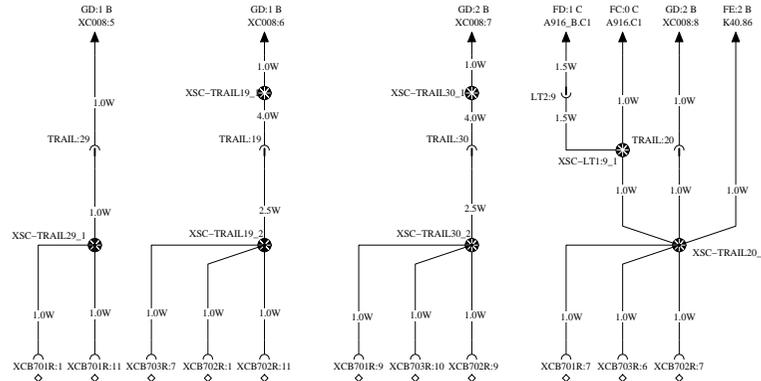 GD:1 B
XC008:5
GD:1 B
XC008:6
GD:2 B
XC008:7
FD:1 C
A916_B.C1
FC:0 C
A916.C1
GD:2 B
XC008:8
FE:2 B
K40.86
1.0W
1.0W
1.5W
XSC-TRAIL19_1
XSC-TRAIL30_1
LT2:9
1.0W
1.0W
4.0W
4.0W
1.5W
TRAIL:29
TRAIL:19
TRAIL:30
TRAIL:20
XSC-LT1:9_1
1.0W
1.0W
1.0W
1.0W
2.5W
2.5W
XSC-TRAIL29_1
XSC-TRAIL19_2
XSC-TRAIL30_2
XSC-TRAIL20_
1.0W
1.0W
1.0W
1.0W
1.0W
1.0W
1.0W
1.0W
1.0W
1.0W
1.0W
XCB701R:1
XCB701R:11
XCB703R:7
XCB702R:1
XCB702R:11
XCB701R:9
XCB703R:10
XCB702R:9
XCB701R:7
XCB703R:6
XCB702R:7